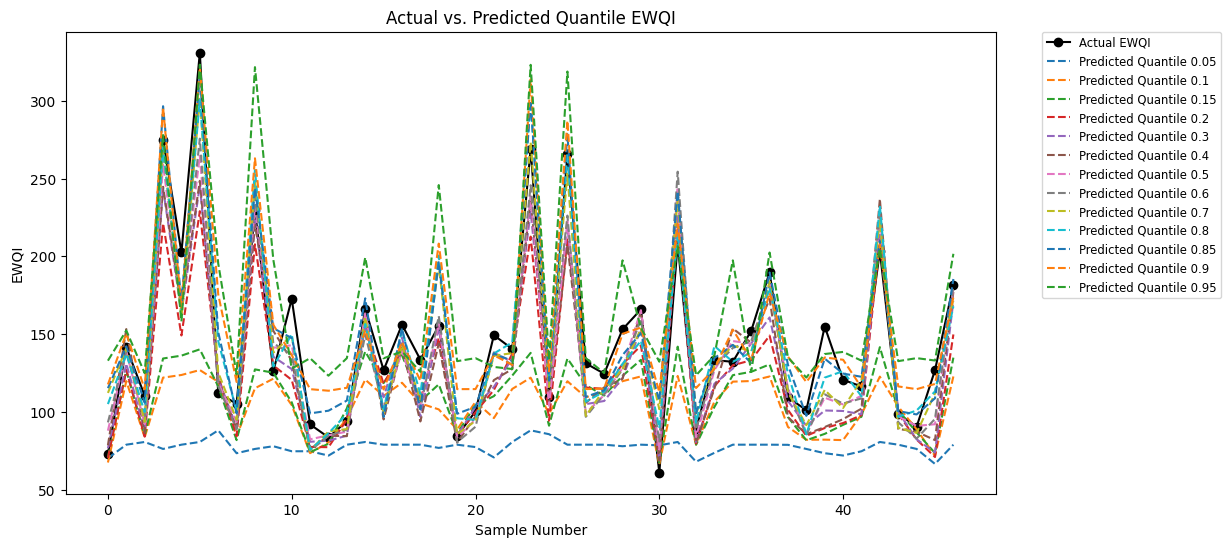 Actual vs. Predicted Quantile EWQI
EWQI
300
250
200
150
100
50
0
10
20
30
40
Sample Number
Actual EWQI
Predicted Quantile 0.05
Predicted Quantile 0.1
Predicted Quantile 0.15
Predicted Quantile 0.2
Predicted Quantile 0.3
Predicted Quantile 0.4
Predicted Quantile 0.5
Predicted Quantile 0.6
Predicted Quantile 0.7
Predicted Quantile 0.8
Predicted Quantile 0.85
Predicted Quantile 0.9
Predicted Quantile 0.95